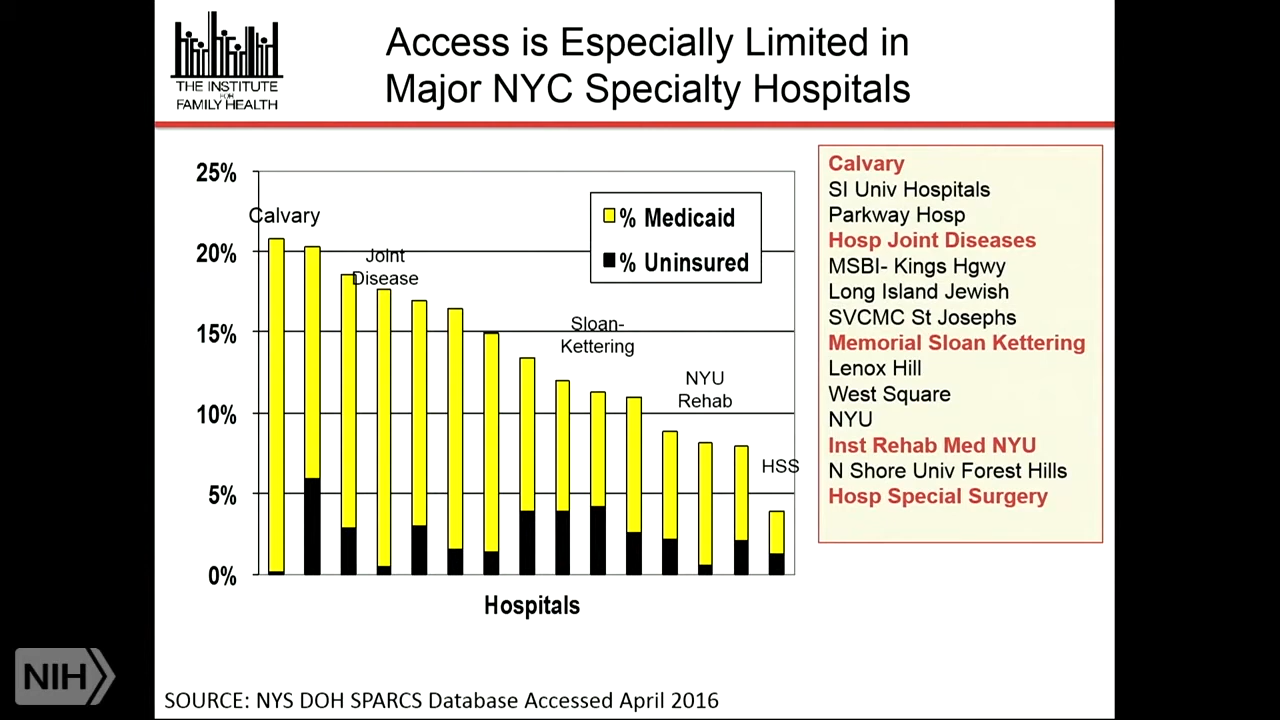 THE INSTITUTE
FOR
FAMILY HEALTH
Access is Especially Limited in
Major NYC Specialty Hospitals
25%
20%
15%
10%
5%
0%
Calvary
Joint
Disease
Sloan-
Kettering
NYU
Rehab
HSS
% Medicaid
% Uninsured
Hospitals
Calvary
SI Univ Hospitals
Parkway Hosp
Hosp Joint Diseases
MSBI- Kings Hgwy
Long Island Jewish
SVCMC St Josephs
Memorial Sloan Kettering
Lenox Hill
West Square
NYU
Inst Rehab Med NYU
N Shore Univ Forest Hills
Hosp Special Surgery
NIH
SOURCE: NYS DOH SPARCS Database Accessed April 2016